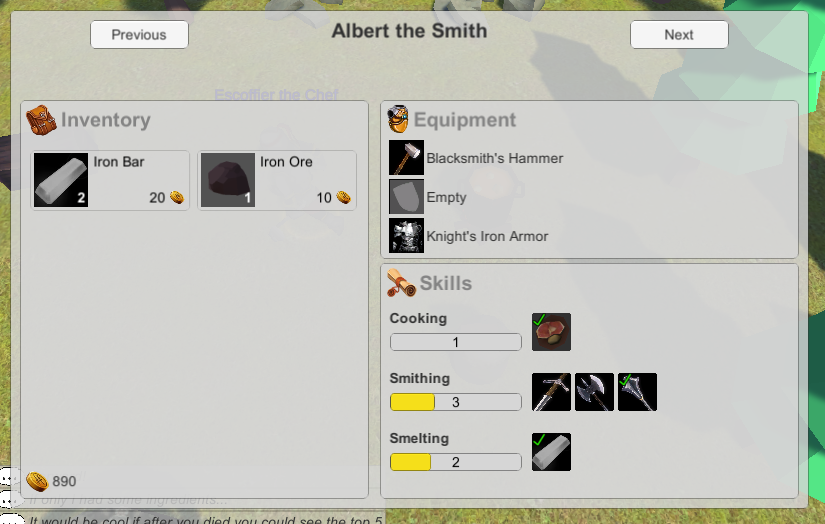 Previous
Albert the Smith
Next
Escoffier the Chef
Inventory
Iron Bar
2
20
Iron Ore
1
10
890
Equipment
Blacksmith's Hammer
Empty
Knight's Iron Armor
Skills
Cooking
1
Smithing
3
Smelting
2
If only I had some ingredients...
It would be cool if after you died you could see the top 5